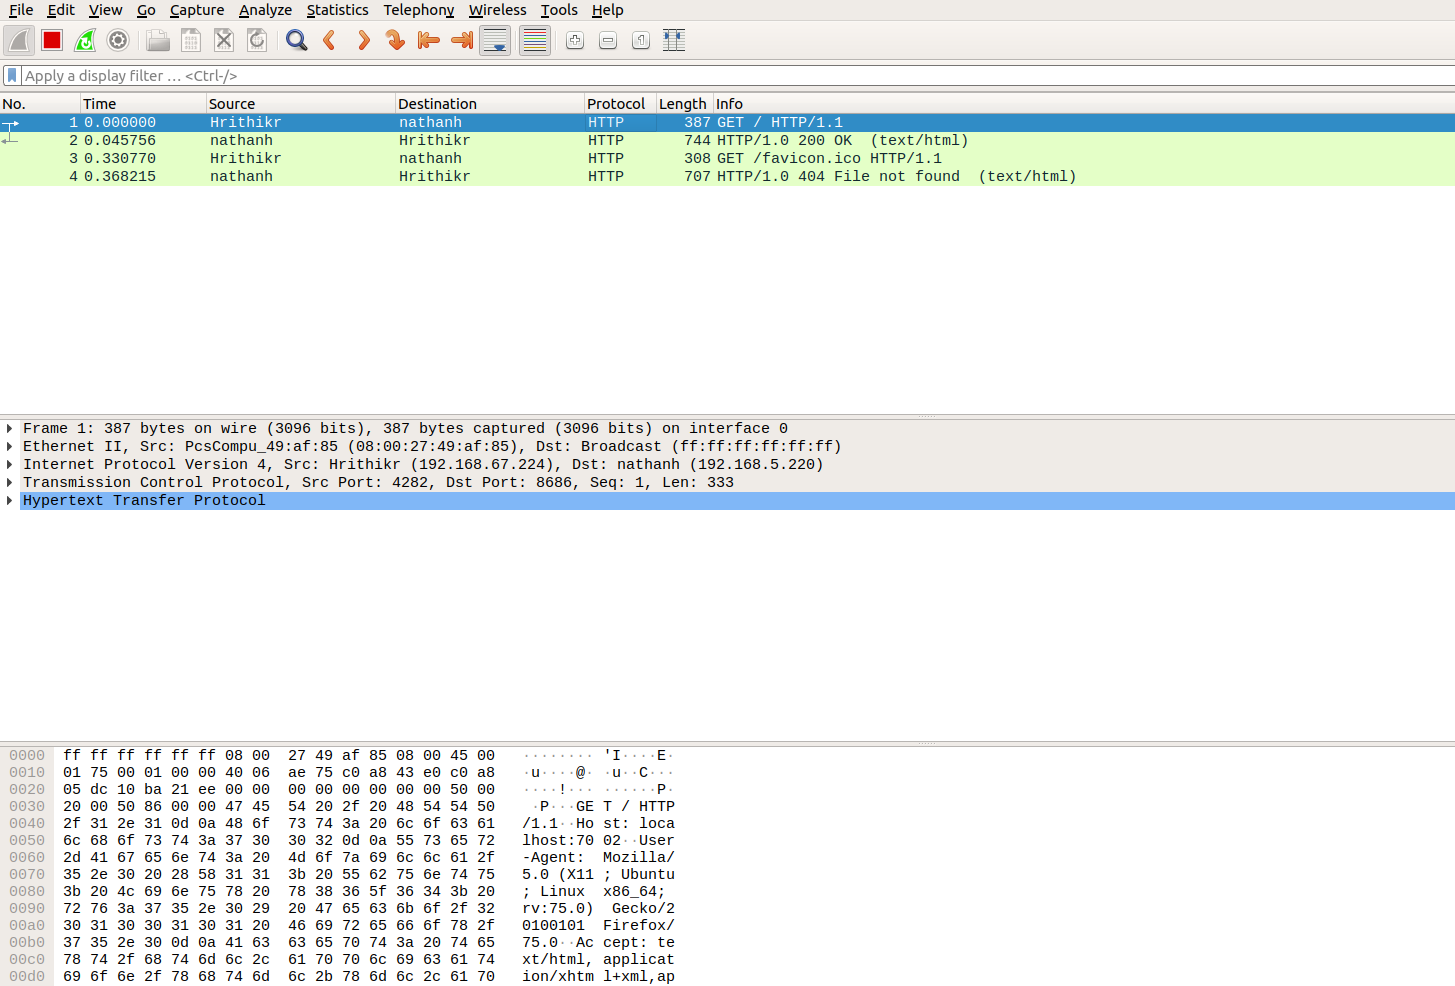 File Edit View Go Capture Analyze Statistics Telephony Wireless Tools Help
Apply a display filter … <Ctrl-/>
No. Time Source Destination Protocol Length Info
1 0.000000 Hrithikr nathanh HTTP 387 GET / HTTP/1.1
2 0.045756 nathanh Hrithikr HTTP 744 HTTP/1.0 200 OK  (text/html)
3 0.330770 Hrithikr nathanh HTTP 308 GET /favicon.ico HTTP/1.1
4 0.368215 nathanh Hrithikr HTTP 707 HTTP/1.0 404 File not found  (text/html)
Frame 1: 387 bytes on wire (3096 bits), 387 bytes captured (3096 bits) on interface 0
Ethernet II, Src: PcsCompu_49:af:85 (08:00:27:49:af:85), Dst: Broadcast (ff:ff:ff:ff:ff:ff)
Internet Protocol Version 4, Src: Hrithikr (192.168.67.224), Dst: nathanh (192.168.5.220)
Transmission Control Protocol, Src Port: 4282, Dst Port: 8686, Seq: 1, Len: 333
Hypertext Transfer Protocol
0000 ff ff ff ff ff ff 08 00 27 49 af 85 08 00 45 00 ········ 'I····E·
0010 01 75 00 01 00 00 40 06 ae 75 c0 a8 43 e0 c0 a8 ·u····@· ·u··C···
0020 05 dc 10 ba 21 ee 00 00 00 00 00 00 00 00 50 00 ····!··· ······P·
0030 20 00 50 86 00 00 47 45 54 20 2f 20 48 54 54 50  ·P···GE T / HTTP
0040 2f 31 2e 31 0d 0a 48 6f 73 74 3a 20 6c 6f 63 61 /1.1··Ho st: loca
0050 6c 68 6f 73 74 3a 37 30 30 32 0d 0a 55 73 65 72 lhost:70 02··User
0060 2d 41 67 65 6e 74 3a 20 4d 6f 7a 69 6c 6c 61 2f -Agent:  Mozilla/
0070 35 2e 30 20 28 58 31 31 3b 20 55 62 75 6e 74 75 5.0 (X11 ; Ubuntu
0080 3b 20 4c 69 6e 75 78 20 78 38 36 5f 36 34 3b 20 ; Linux  x86_64;
0090 72 76 3a 37 35 2e 30 29 20 47 65 63 6b 6f 2f 32 rv:75.0)  Gecko/2
00a0 30 31 30 30 31 30 31 20 46 69 72 65 66 6f 78 2f 0100101  Firefox/
00b0 37 35 2e 30 0d 0a 41 63 63 65 70 74 3a 20 74 65 75.0··Ac cept: te
00c0 78 74 2f 68 74 6d 6c 2c 61 70 70 6c 69 63 61 74 xt/html, applicat
00d0 69 6f 6e 2f 78 68 74 6d 6c 2b 78 6d 6c 2c 61 70 ion/xhtm l+xml,ap